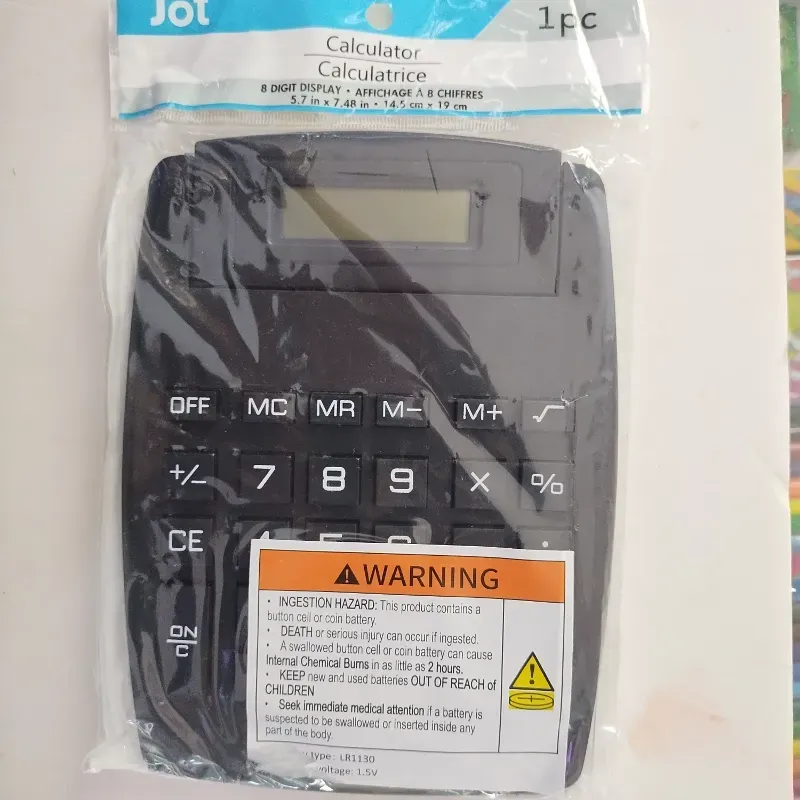 Jot
1pc
Calculator
Calculatrice
8 DIGIT DISPLAY • AFFICHAGE À 8 CHIFFRES
5.7 in x 7.48 in • 14.5 cm x 19 cm
OFF MC MR M− M+ √
+/− 7 8 9 × %
CE
ON/C
WARNING
• INGESTION HAZARD: This product contains a
button cell or coin battery.
• DEATH or serious injury can occur if ingested.
• A swallowed button cell or coin battery can cause
Internal Chemical Burns in as little as 2 hours.
• KEEP new and used batteries OUT OF REACH of
CHILDREN
• Seek immediate medical attention if a battery is
suspected to be swallowed or inserted inside any
part of the body.
type: LR1130
voltage: 1.5V